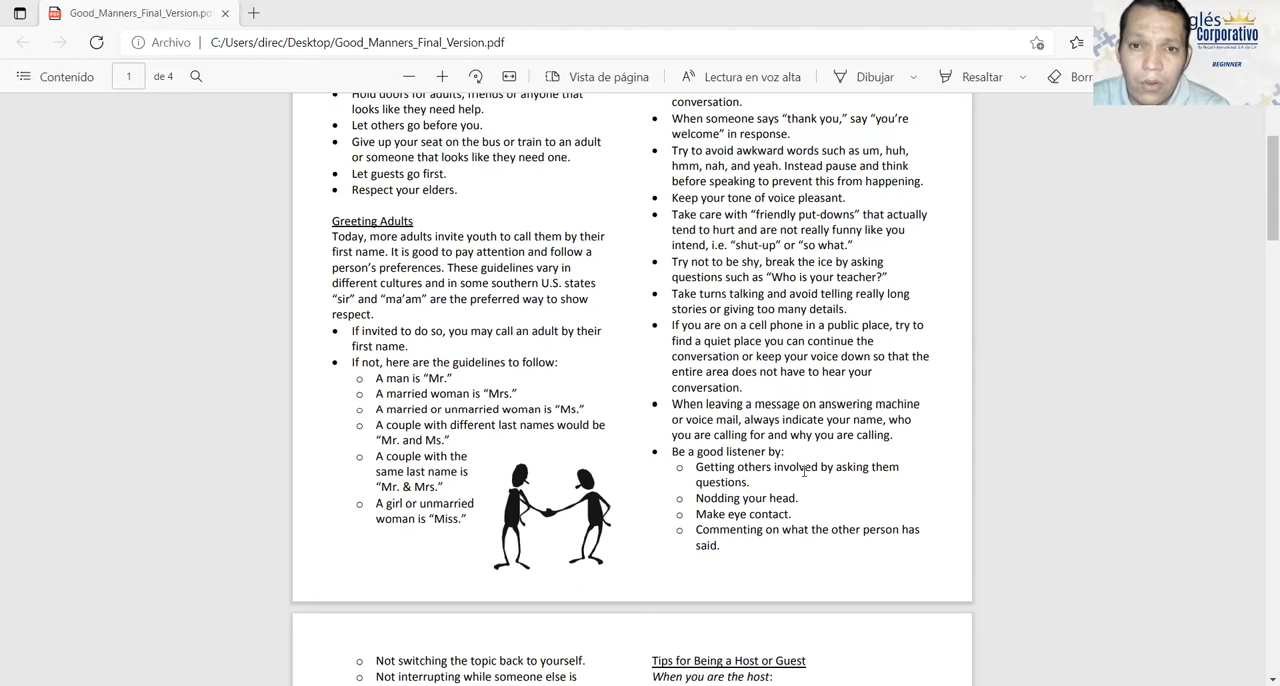 Good_Manners_Final_Version.pd
Archivo
C:/Users/direc/Desktop/Good_Manners_Final_Version.pdf
Contenido
1
de 4
Vista de página
Lectura en voz alta
Dibujar
Resaltar
Borr
glés
Corporativo
BEGINNER
Hold doors for adults, friends or anyone that
looks like they need help.
Let others go before you.
Give up your seat on the bus or train to an adult
or someone that looks like they need one.
Let guests go first.
Respect your elders.
Greeting Adults
Today, more adults invite youth to call them by their
first name. It is good to pay attention and follow a
person's preferences. These guidelines vary in
different cultures and in some southern U.S. states
"sir" and "ma'am" are the preferred way to show
respect.
If invited to do so, you may call an adult by their
first name.
If not, here are the guidelines to follow:
A man is "Mr."
A married woman is "Mrs."
A married or unmarried woman is "Ms."
A couple with different last names would be
"Mr. and Ms."
A couple with the
same last name is
"Mr. & Mrs."
A girl or unmarried
woman is "Miss."
conversation.
When someone says "thank you," say "you're
welcome" in response.
Try to avoid awkward words such as um, huh,
hmm, nah, and yeah. Instead pause and think
before speaking to prevent this from happening.
Keep your tone of voice pleasant.
Take care with "friendly put-downs" that actually
tend to hurt and are not really funny like you
intend, i.e. "shut-up" or "so what."
Try not to be shy, break the ice by asking
questions such as "Who is your teacher?"
Take turns talking and avoid telling really long
stories or giving too many details.
If you are on a cell phone in a public place, try to
find a quiet place you can continue the
conversation or keep your voice down so that the
entire area does not have to hear your
conversation.
When leaving a message on answering machine
or voice mail, always indicate your name, who
you are calling for and why you are calling.
Be a good listener by:
Getting others involved by asking them
questions.
Nodding your head.
Make eye contact.
Commenting on what the other person has
said.
Not switching the topic back to yourself.
Not interrupting while someone else is
Tips for Being a Host or Guest
When you are the host: